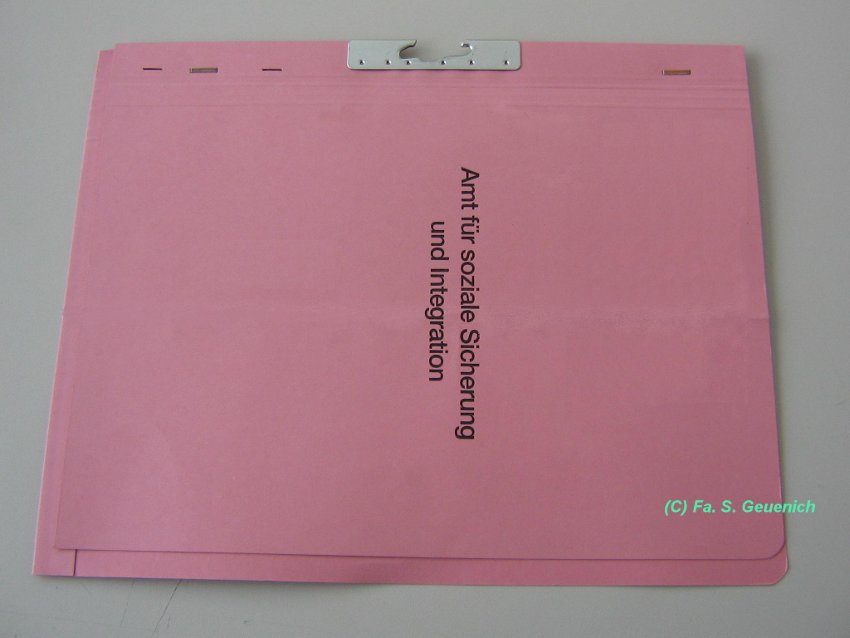 Amt für soziale Sicherung
und Integration
(C) Fa. S. Geuenich